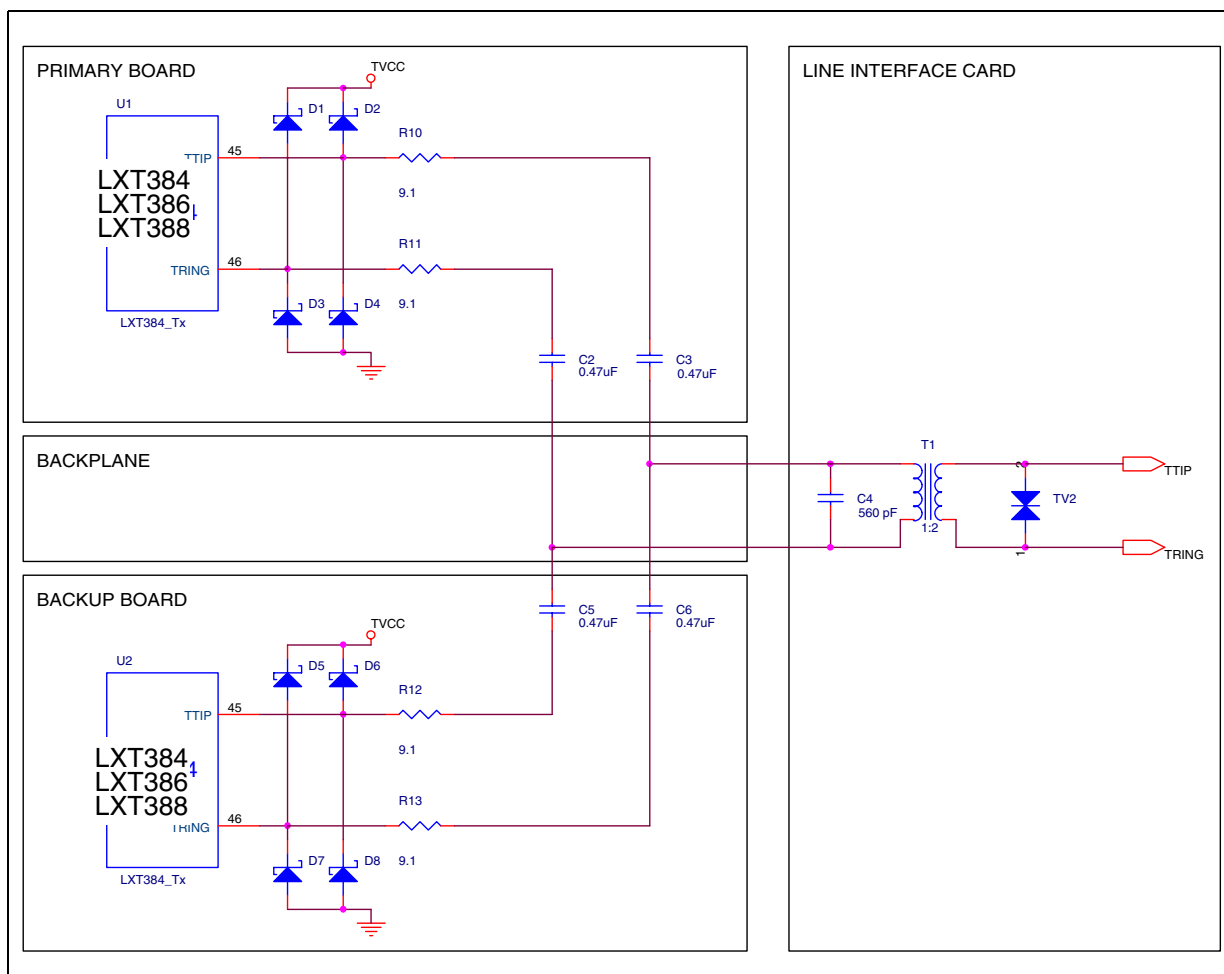 PRIMARY BOARD
TVCC
U1
D1
D2
R10
45
TTIP
9.1
LXT384
LXT386
LXT388
R11
46
TRING
D3
D4
9.1
LXT384_Tx
C2
0.47uF
C3
0.47uF
BACKPLANE
LINE INTERFACE CARD
T1
2
TTIP
C4
560 pF
TV2
1:2
1
TRING
BACKUP BOARD
C5
0.47uF
C6
0.47uF
TVCC
U2
D5
D6
R12
45
TTIP
9.1
LXT384
4
LXT386
LXT388
R13
46
TRING
D7
D8
9.1
LXT384_Tx